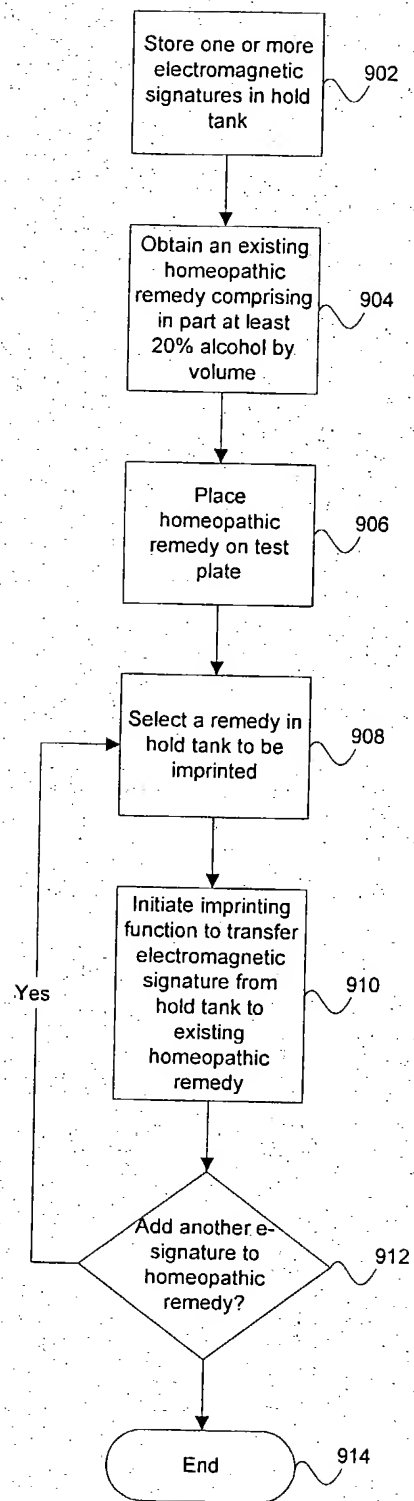 Store one or more
electromagnetic
signatures in hold
tank
902
Obtain an existing
homeopathic
remedy comprising
in part at least
20% alcohol by
volume
904
Place
homeopathic
remedy on test
plate
906
Select a remedy in
hold tank to be
imprinted
908
Initiate imprinting
function to transfer
electromagnetic
signature from
hold tank to
existing
homeopathic
remedy
910
Yes
Add another e-
signature to
homeopathic
remedy?
912
End
914